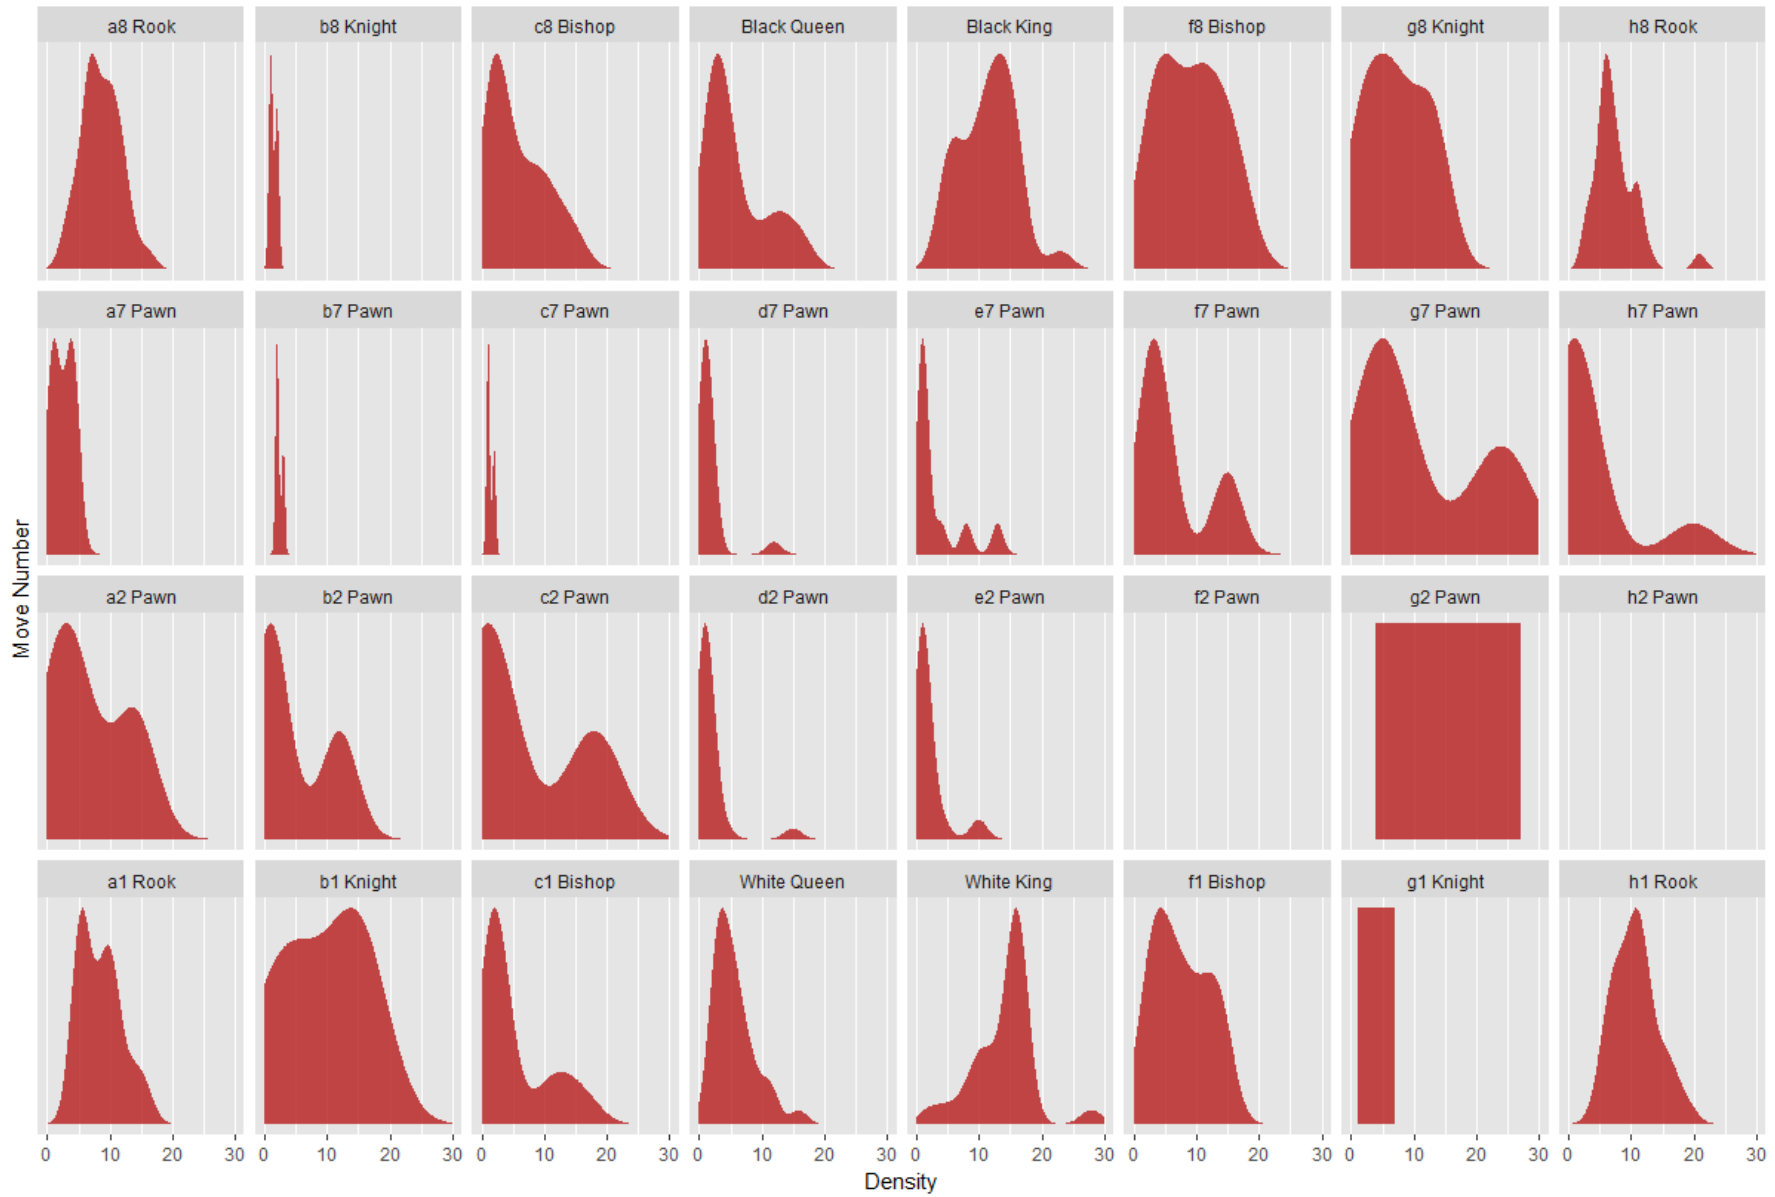 a8 Rook b8 Knight c8 Bishop Black Queen Black King f8 Bishop g8 Knight h8 Rook
a7 Pawn b7 Pawn c7 Pawn d7 Pawn e7 Pawn f7 Pawn g7 Pawn h7 Pawn
a2 Pawn b2 Pawn c2 Pawn d2 Pawn e2 Pawn f2 Pawn g2 Pawn h2 Pawn
Move Number
a1 Rook b1 Knight c1 Bishop White Queen White King f1 Bishop g1 Knight h1 Rook
0 10 20 30 0 10 20 30 0 10 20 30 0 10 20 30 0 10 20 30 0 10 20 30 0 10 20 30 0 10 20 30
Density